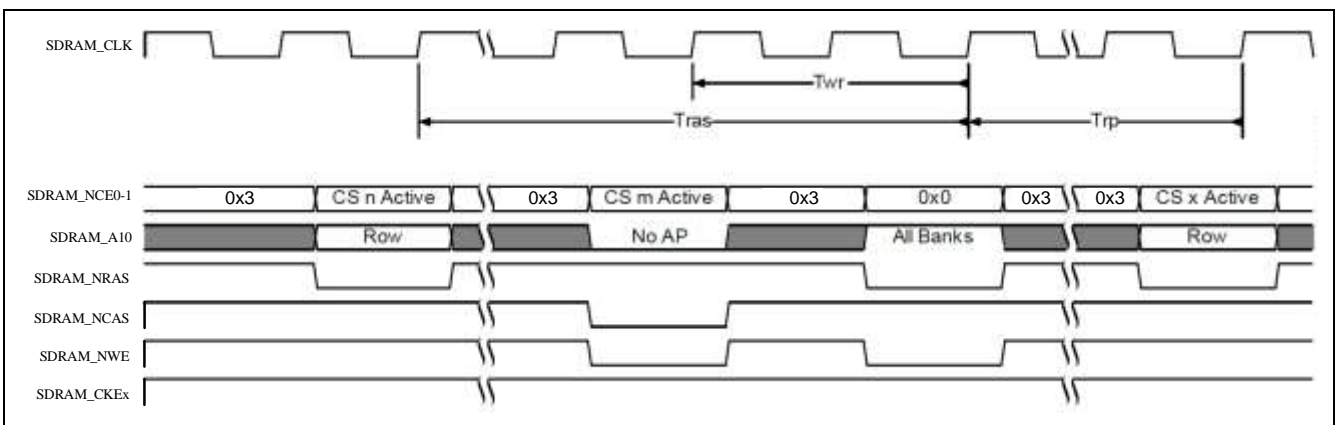 SDRAM_CLK
Twr
Tras
Trp
SDRAM_NCE0-1 0x3 CS n Active 0x3 CS m Active 0x3 0x0 0x3 0x3 CS x Active
SDRAM_A10 Row No AP All Banks Row
SDRAM_NRAS
SDRAM_NCAS
SDRAM_NWE
SDRAM_CKEx